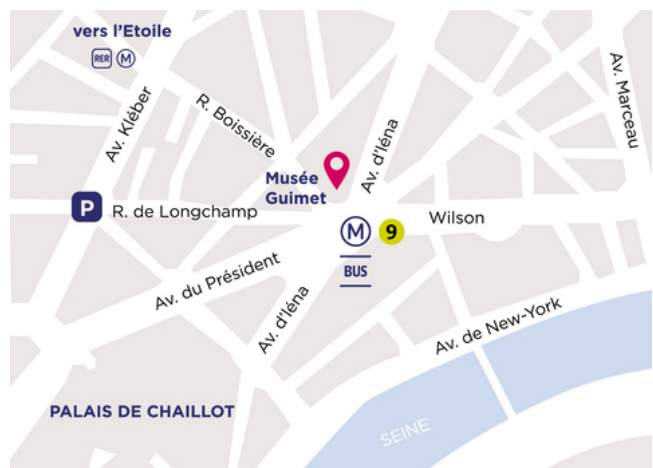 vers l'Etoile
RER M
Av. Kléber
R. Boissière
Av. d'Iéna
Av. Marceau
Musée
Guimet
P
R. de Longchamp
M 9
Wilson
BUS
Av. du Président
Av. d'Iéna
Av. de New-York
PALAIS DE CHAILLOT
SEINE